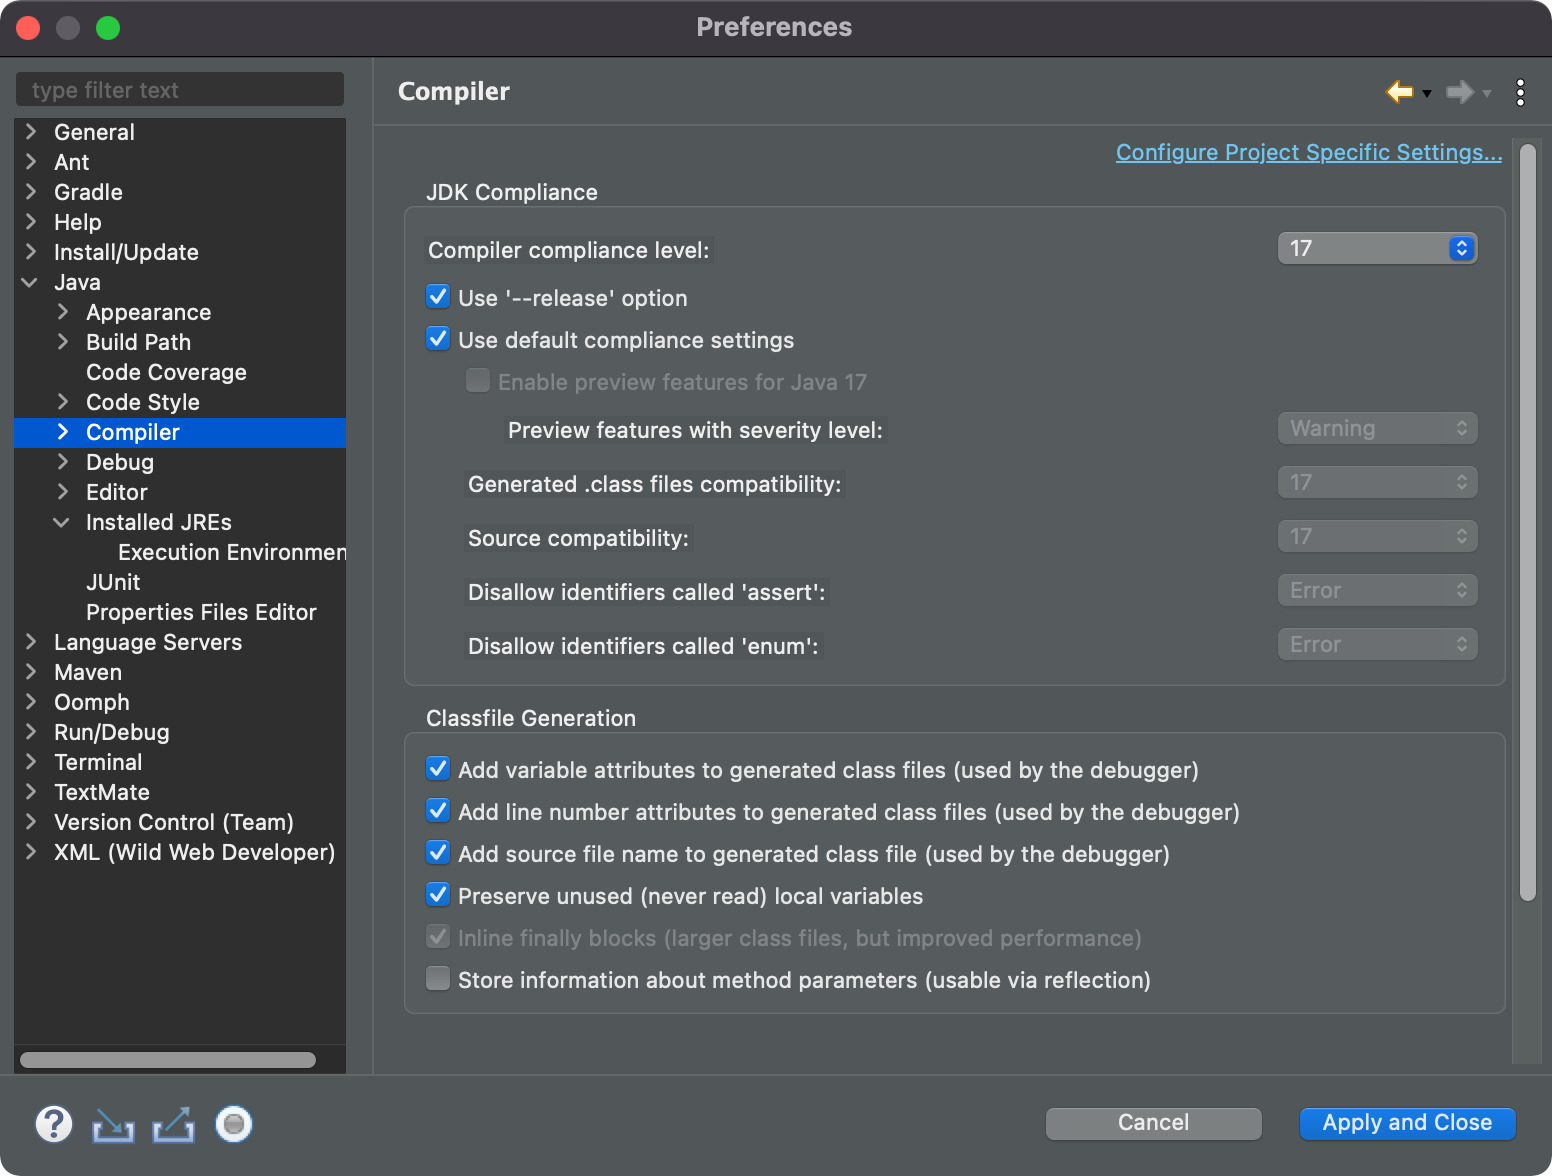 Preferences
type filter text
General
Ant
Gradle
Help
Install/Update
Java
Appearance
Build Path
Code Coverage
Code Style
Compiler
Debug
Editor
Installed JREs
Execution Environmen
JUnit
Properties Files Editor
Language Servers
Maven
Oomph
Run/Debug
Terminal
TextMate
Version Control (Team)
XML (Wild Web Developer)
Compiler
Configure Project Specific Settings...
JDK Compliance
Compiler compliance level: 17
Use '--release' option
Use default compliance settings
Enable preview features for Java 17
Preview features with severity level: Warning
Generated .class files compatibility: 17
Source compatibility: 17
Disallow identifiers called 'assert': Error
Disallow identifiers called 'enum': Error
Classfile Generation
Add variable attributes to generated class files (used by the debugger)
Add line number attributes to generated class files (used by the debugger)
Add source file name to generated class file (used by the debugger)
Preserve unused (never read) local variables
Inline finally blocks (larger class files, but improved performance)
Store information about method parameters (usable via reflection)
? Cancel Apply and Close